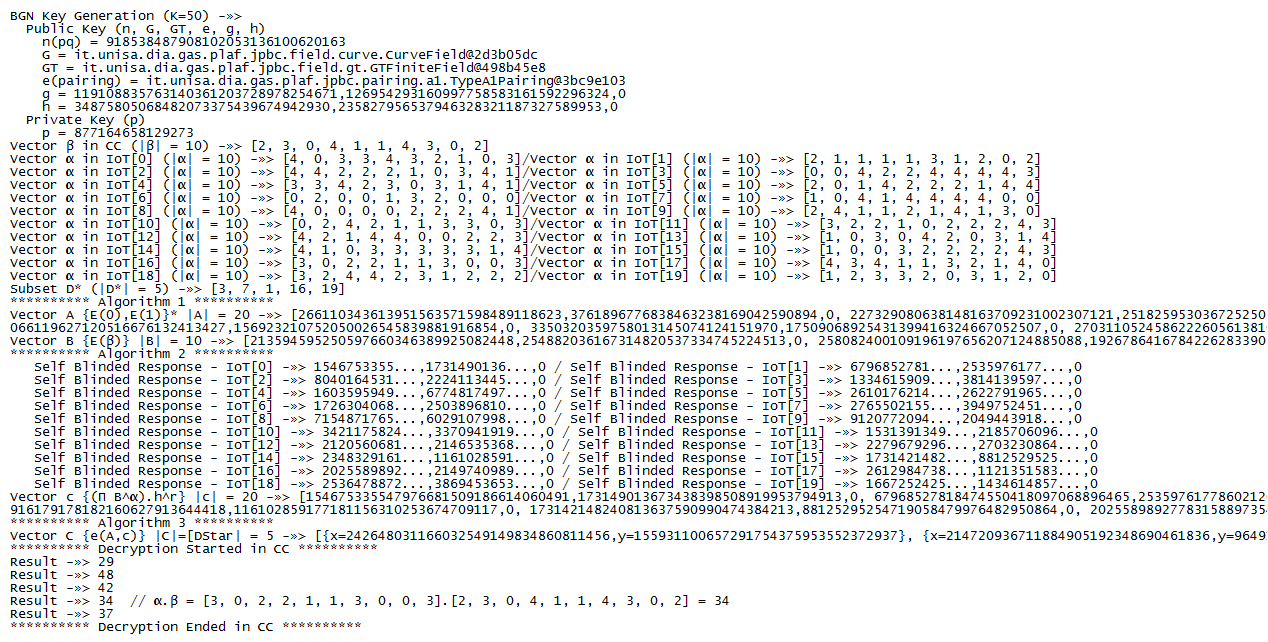 BGN Key Generation (K=50) -»>
Public Key (n, G, GT, e, g, h)
n(pq) = 918538487908102053136100620163
G = it.unisa.dia.gas.plaf.jpbc.field.curve.CurveField@2d3b05dc
GT = it.unisa.dia.gas.plaf.jpbc.field.gt.GTFiniteField@498b45e8
e(pairing) = it.unisa.dia.gas.plaf.jpbc.pairing.a1.TypeA1Pairing@3bc9e103
g = 1191088357631403612037289782546​71,1269542931609977585831615922963​24,0
h = 348758050684820733754396749429​30,235827956537946328321187327589953,0
Private Key (p)
p = 877164658129273
Vector β in CC (|β| = 10) -»> [2, 3, 0, 4, 1, 1, 4, 3, 0, 2]
Vector α in IoT[0] (|α| = 10) -»> [4, 0, 3, 3, 4, 3, 2, 1, 0, 3]/Vector α in IoT[1] (|α| = 10) -»> [2, 1, 1, 1, 1, 3, 1, 2, 0, 2]
Vector α in IoT[2] (|α| = 10) -»> [4, 4, 2, 2, 2, 1, 0, 3, 4, 1]/Vector α in IoT[3] (|α| = 10) -»> [0, 0, 4, 2, 2, 4, 4, 4, 4, 3]
Vector α in IoT[4] (|α| = 10) -»> [3, 3, 4, 2, 3, 0, 3, 1, 4, 1]/Vector α in IoT[5] (|α| = 10) -»> [2, 0, 1, 4, 2, 2, 2, 1, 4, 4]
Vector α in IoT[6] (|α| = 10) -»> [0, 2, 0, 0, 1, 3, 2, 0, 0, 0]/Vector α in IoT[7] (|α| = 10) -»> [1, 0, 4, 1, 4, 4, 4, 4, 0, 0]
Vector α in IoT[8] (|α| = 10) -»> [4, 0, 0, 0, 0, 2, 2, 2, 4, 1]/Vector α in IoT[9] (|α| = 10) -»> [2, 4, 1, 1, 2, 1, 4, 1, 3, 0]
Vector α in IoT[10] (|α| = 10) -»> [0, 2, 4, 2, 1, 1, 3, 3, 0, 3]/Vector α in IoT[11] (|α| = 10) -»> [3, 2, 2, 1, 0, 2, 2, 2, 4, 3]
Vector α in IoT[12] (|α| = 10) -»> [4, 2, 1, 4, 4, 0, 0, 2, 2, 3]/Vector α in IoT[13] (|α| = 10) -»> [1, 0, 3, 0, 4, 2, 0, 3, 1, 4]
Vector α in IoT[14] (|α| = 10) -»> [4, 1, 0, 3, 3, 3, 3, 3, 1, 4]/Vector α in IoT[15] (|α| = 10) -»> [1, 0, 0, 3, 2, 2, 2, 2, 4, 4]
Vector α in IoT[16] (|α| = 10) -»> [3, 0, 2, 2, 1, 1, 3, 0, 0, 3]/Vector α in IoT[17] (|α| = 10) -»> [4, 3, 4, 1, 1, 3, 2, 1, 4, 0]
Vector α in IoT[18] (|α| = 10) -»> [3, 2, 4, 4, 2, 3, 1, 2, 2, 2]/Vector α in IoT[19] (|α| = 10) -»> [1, 2, 3, 3, 2, 0, 3, 1, 2, 0]
Subset D* (|D*| = 5) -»> [3, 7, 1, 16, 19]
********** Algorithm 1 **********
Vector A {E(0),E(1)}* |A| = 20 -»> [266110343613951563571598489118623,37618967768384632381690425908​94,0, 227329080638148163709231002307121,251825953036725250
066119627120516676132413427,156923210752050026545839881916854,0, 335032035975801314507412415197​0,175090689254313994163246670525​07,0, 270311052458622260561381​6
Vector B {E(β)} |B| = 10 -»> [213594595250597660346389925082448,254882036167314820537334745224513,0, 258082400109196197656207124885088,192678641678422628339​0
********** Algorithm 2 **********
Self Blinded Response - IoT[0] -»> 1546753355...,1731490136...,0 / Self Blinded Response - IoT[1] -»> 6796852781...,2535976177...,0
Self Blinded Response - IoT[2] -»> 8040164531...,2224113445...,0 / Self Blinded Response - IoT[3] -»> 1334615909...,3814139597...,0
Self Blinded Response - IoT[4] -»> 1603595949...,6774817497...,0 / Self Blinded Response - IoT[5] -»> 2610176214...,2622791965...,0
Self Blinded Response - IoT[6] -»> 1726304068...,2503896810...,0 / Self Blinded Response - IoT[7] -»> 2765502155...,3949752451...,0
Self Blinded Response - IoT[8] -»> 7154871765...,6029107998...,0 / Self Blinded Response - IoT[9] -»> 9120772094...,2049443918...,0
Self Blinded Response - IoT[10] -»> 3421175824...,3370941919...,0 / Self Blinded Response - IoT[11] -»> 1531391349...,2185706096...,0
Self Blinded Response - IoT[12] -»> 2120560681...,2146535368...,0 / Self Blinded Response - IoT[13] -»> 2279679296...,2703230864...,0
Self Blinded Response - IoT[14] -»> 2348329161...,1161028591...,0 / Self Blinded Response - IoT[15] -»> 1731421482...,8812529525...,0
Self Blinded Response - IoT[16] -»> 2025589892...,2149740989...,0 / Self Blinded Response - IoT[17] -»> 2612984738...,1121351583...,0
Self Blinded Response - IoT[18] -»> 2536478872...,3869453653...,0 / Self Blinded Response - IoT[19] -»> 1667252425...,1434614857...,0
Vector c {(Π B^α).h^r} |c| = 20 -»> [154675335547976681509186614060491,173149013673438398508919953794913,0, 679685278184745504180970688964​65,2535976177860212
916179178182160627913644418,116102859177181156310253674709117,0, 173142148240813637590990474384213,88125295254719058479976482950864,0, 202558989277831588973​54
********** Algorithm 3 **********
Vector C {e(A,c)} |C|=[DStar| = 5 -»> [{x=242648031166032549149834860811456,y=155931100657291754375953552372937}, {x=214720936711884905192348690461836,y=9649
********** Decryption Started in CC **********
Result -»> 29
Result -»> 48
Result -»> 42
Result -»> 34 // α.β = [3, 0, 2, 2, 1, 1, 3, 0, 0, 3].[2, 3, 0, 4, 1, 1, 4, 3, 0, 2] = 34
Result -»> 37
********** Decryption Ended in CC **********